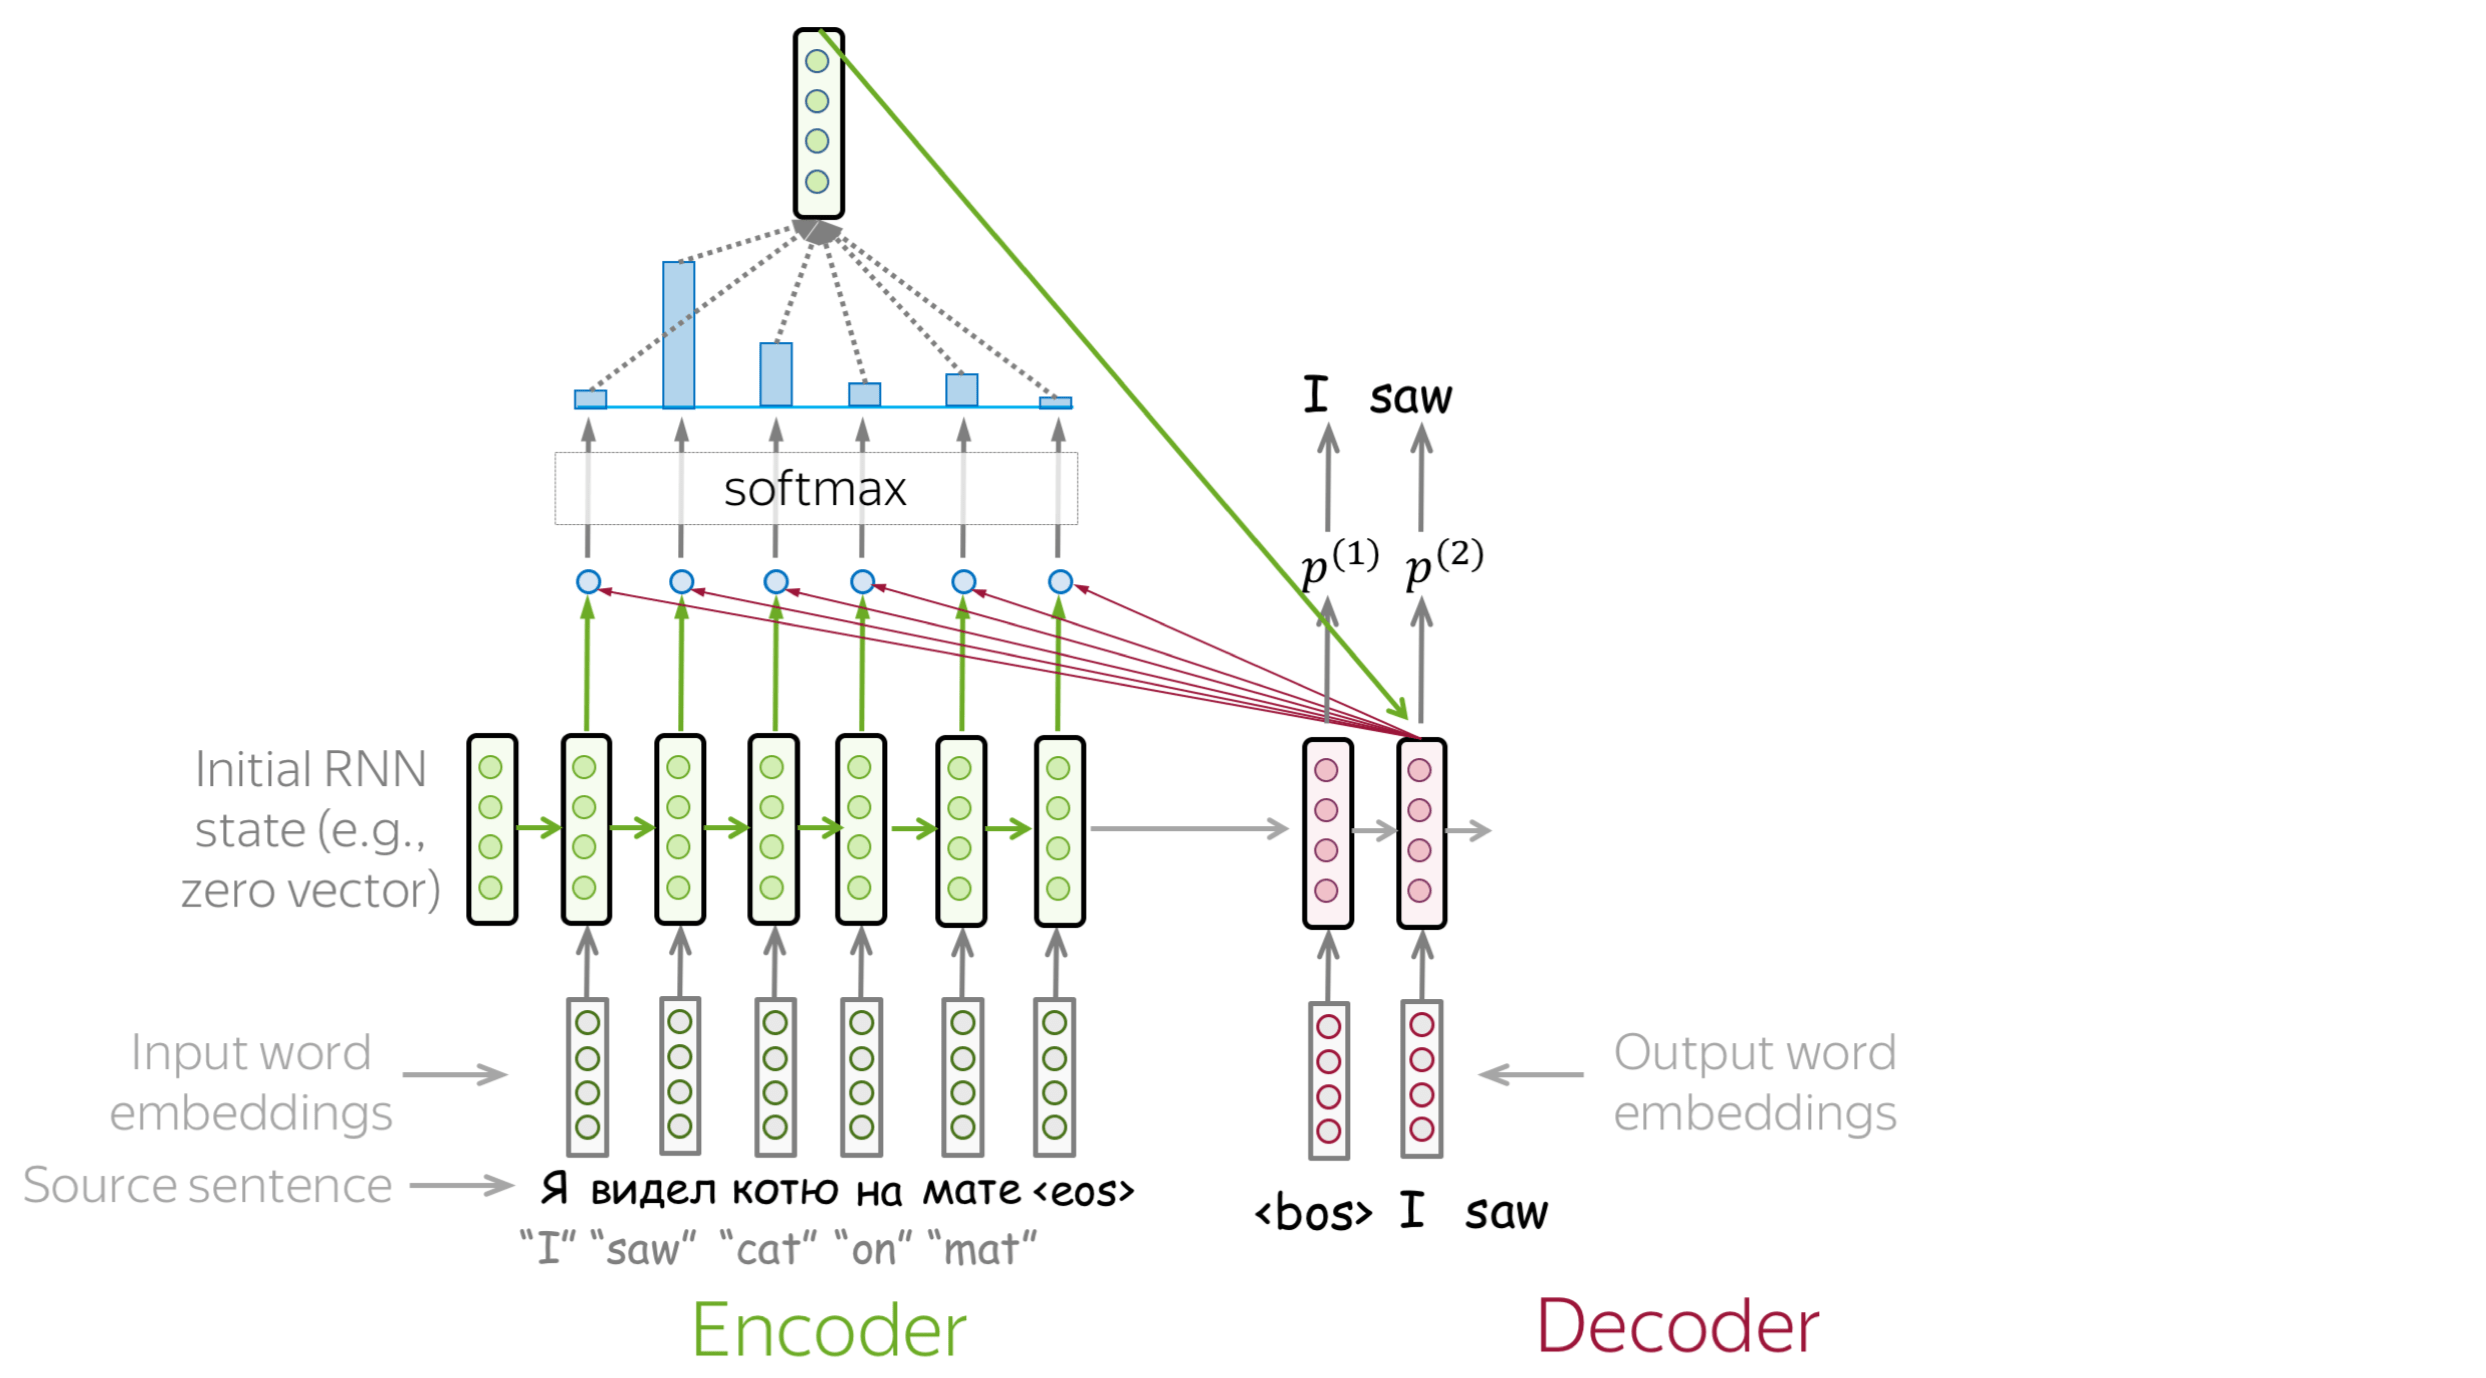 I saw
softmax
p(1) p(2)
Initial RNN
state (e.g.,
zero vector)
Input word
embeddings
Output word
embeddings
Source sentence
Я видел котю на мате <eos>
"I" "saw" "cat" "on" "mat"
<bos> I saw
Encoder
Decoder